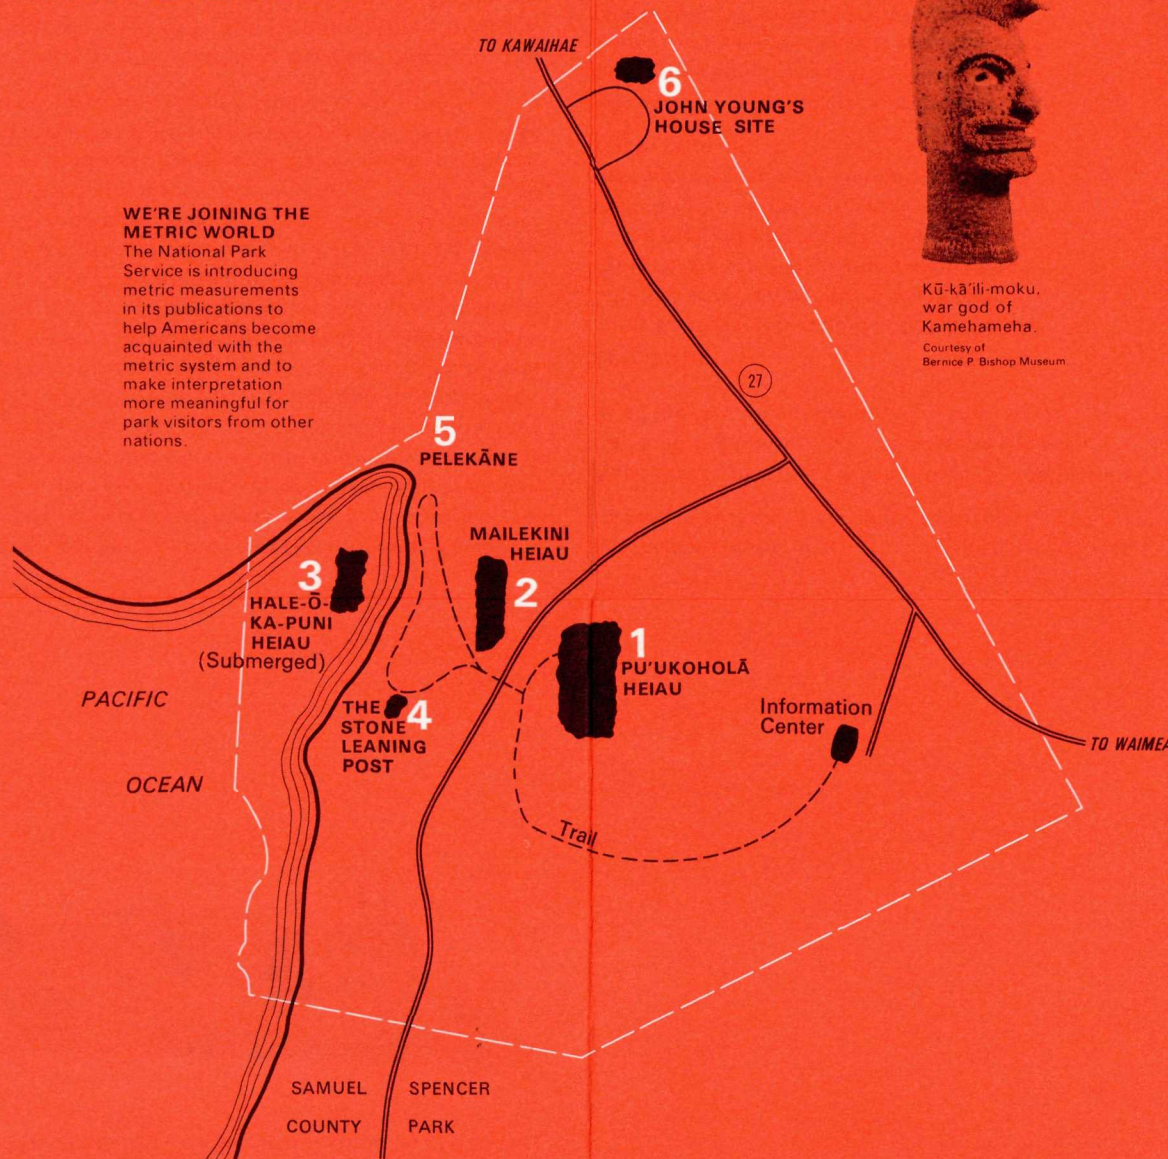 TO KAWAIHAE
6
JOHN YOUNG'S
HOUSE SITE
WE'RE JOINING THE
METRIC WORLD
The National Park
Service is introducing
metric measurements
in its publications to
help Americans become
acquainted with the
metric system and to
make interpretation
more meaningful for
park visitors from other
nations.
Kū-kā'ili-moku,
war god of
Kamehameha.
Courtesy of
Bernice P. Bishop Museum.
27
5
PELEKĀNE
MAILEKINI
HEIAU
2
3
HALE-Ō-
KA-PUNI
HEIAU
(Submerged)
1
PU'UKOHOLĀ
HEIAU
PACIFIC
OCEAN
THE
STONE
LEANING
POST
4
Information
Center
TO WAIMEA
Trail
SAMUEL SPENCER
COUNTY PARK